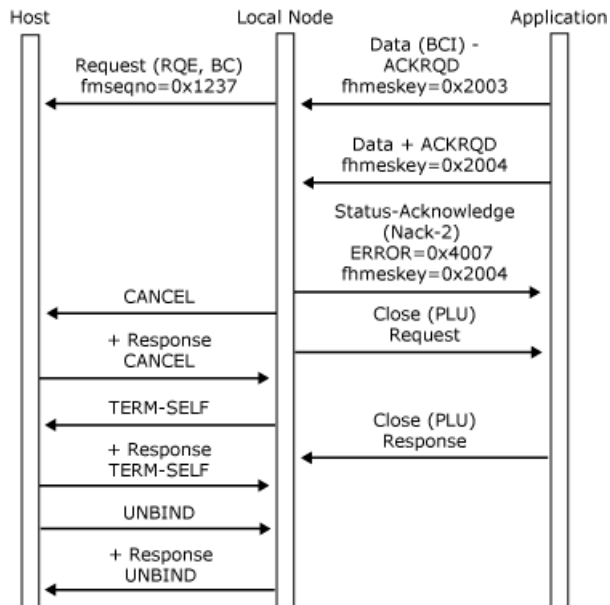 Host
Local Node
Application
Data (BCI) -
ACKRQD
fhmeskey=0x2003
Request (RQE, BC)
fmseqno=0x1237
Data + ACKRQD
fhmeskey=0x2004
Status-Acknowledge
(Nack-2)
ERROR=0x4007
fhmeskey=0x2004
CANCEL
Close (PLU)
Request
+ Response
CANCEL
TERM-SELF
Close (PLU)
Response
+ Response
TERM-SELF
UNBIND
+ Response
UNBIND